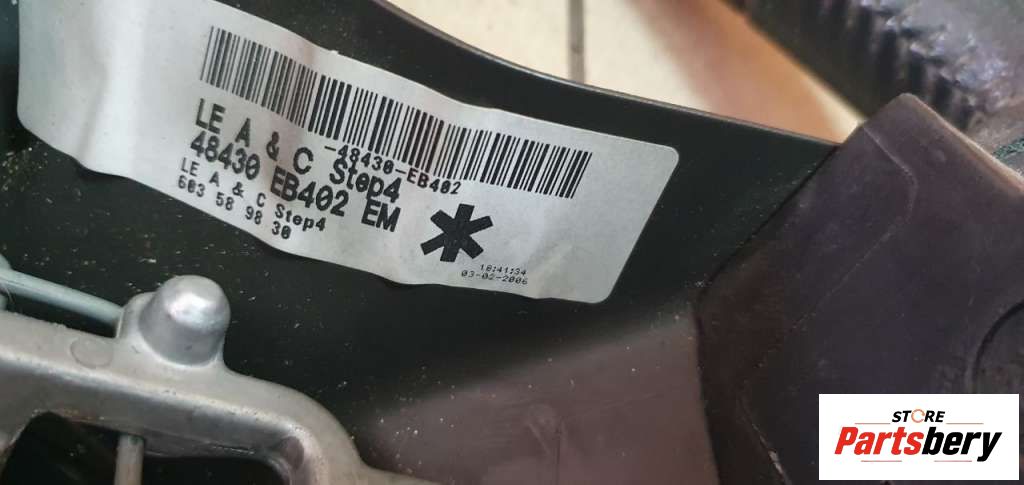 -48430-EB402
LE A & C Step4
48430 EB402 EM
LE A & C Step4
603 58 98 30
*
18:41:34
03-02-2006
STORE
Partsbery